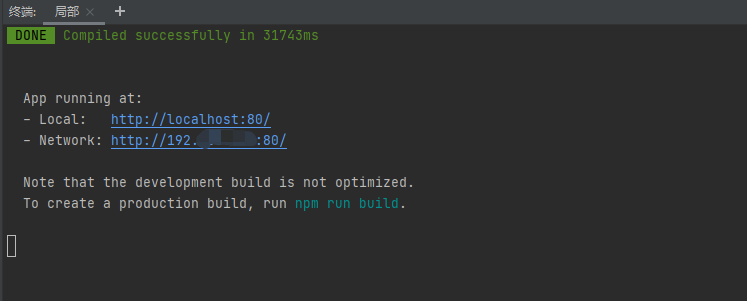 终端: 局部 × +
DONE Compiled successfully in 31743ms
App running at:
- Local: http://localhost:80/
- Network: http://192. :80/
Note that the development build is not optimized.
To create a production build, run npm run build.